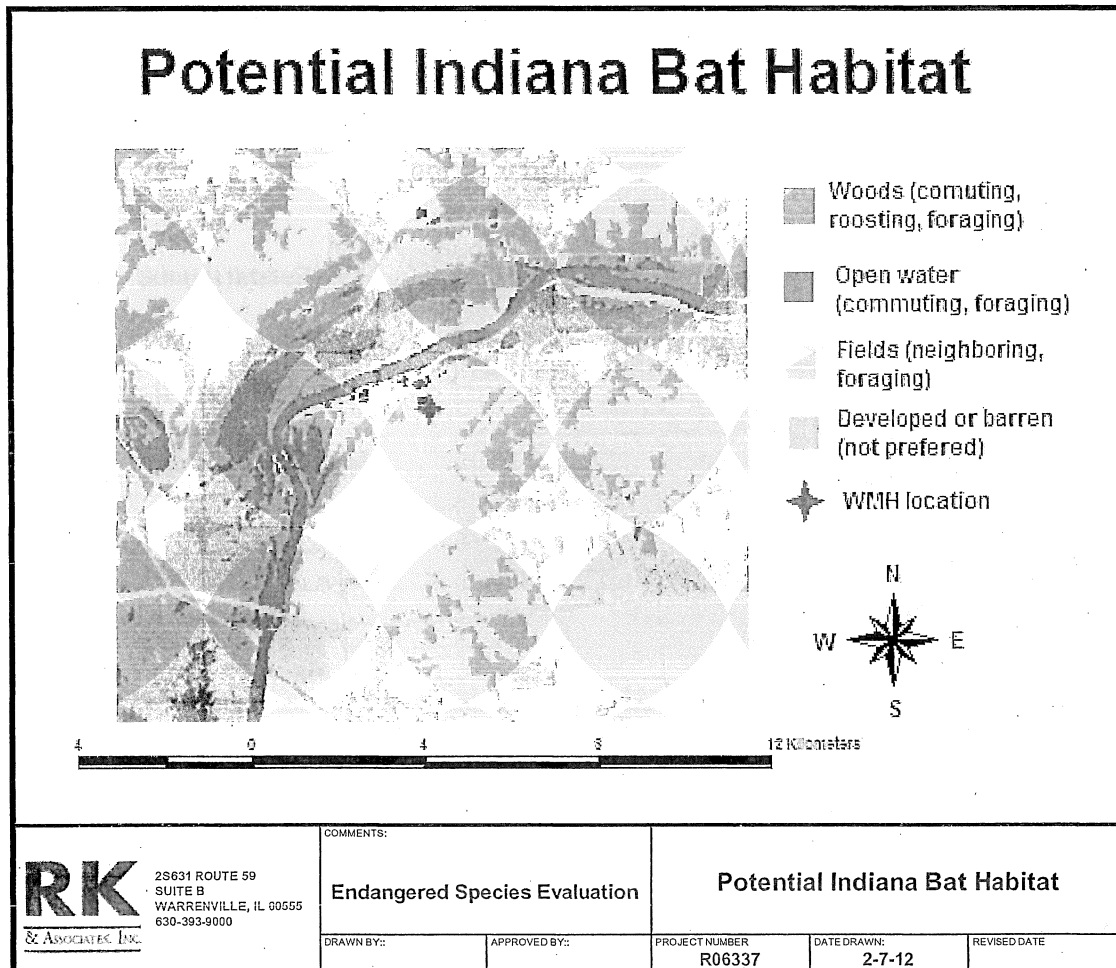 Potential Indiana Bat Habitat
Woods (comuting,
roosting, foraging)
Open water
(commuting, foraging)
Fields (neighboring,
foraging)
Developed or barren
(not prefered)
WMH location
N
W E
S
4 0 4 8 12 Kilometers
RK
& ASSOCIATES, INC.
2S631 ROUTE 59
SUITE B
WARRENVILLE, IL 60555
630-393-9000
COMMENTS:
Endangered Species Evaluation
Potential Indiana Bat Habitat
DRAWN BY::
APPROVED BY::
PROJECT NUMBER
R06337
DATE DRAWN:
2-7-12
REVISED DATE